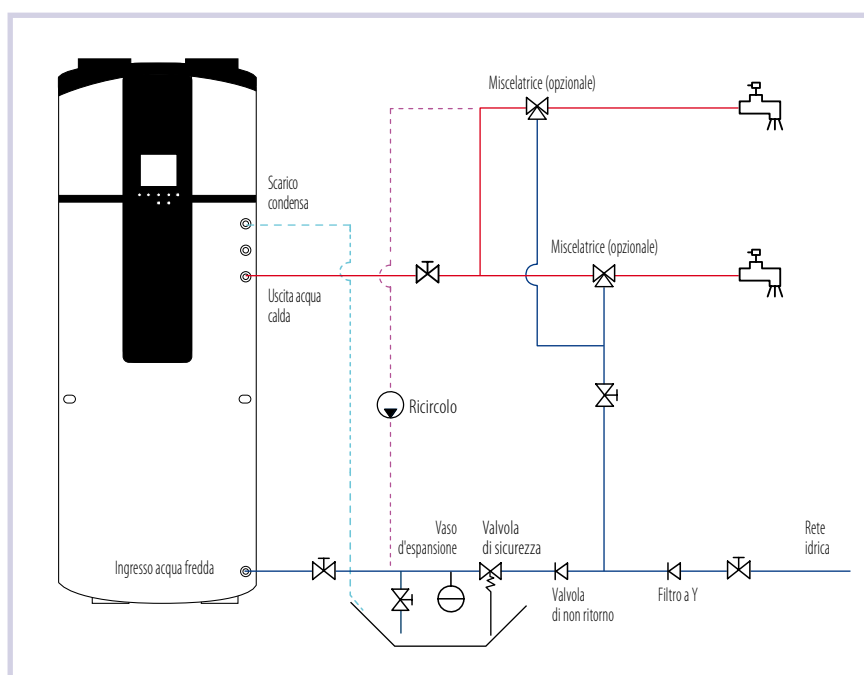 Miscelatrice (opzionale)
Scarico
condensa
Miscelatrice (opzionale)
Uscita acqua
calda
Ricircolo
Vaso
d'espansione
Valvola
di sicurezza
Rete
idrica
Ingresso acqua fredda
Valvola
di non ritorno
Filtro a Y